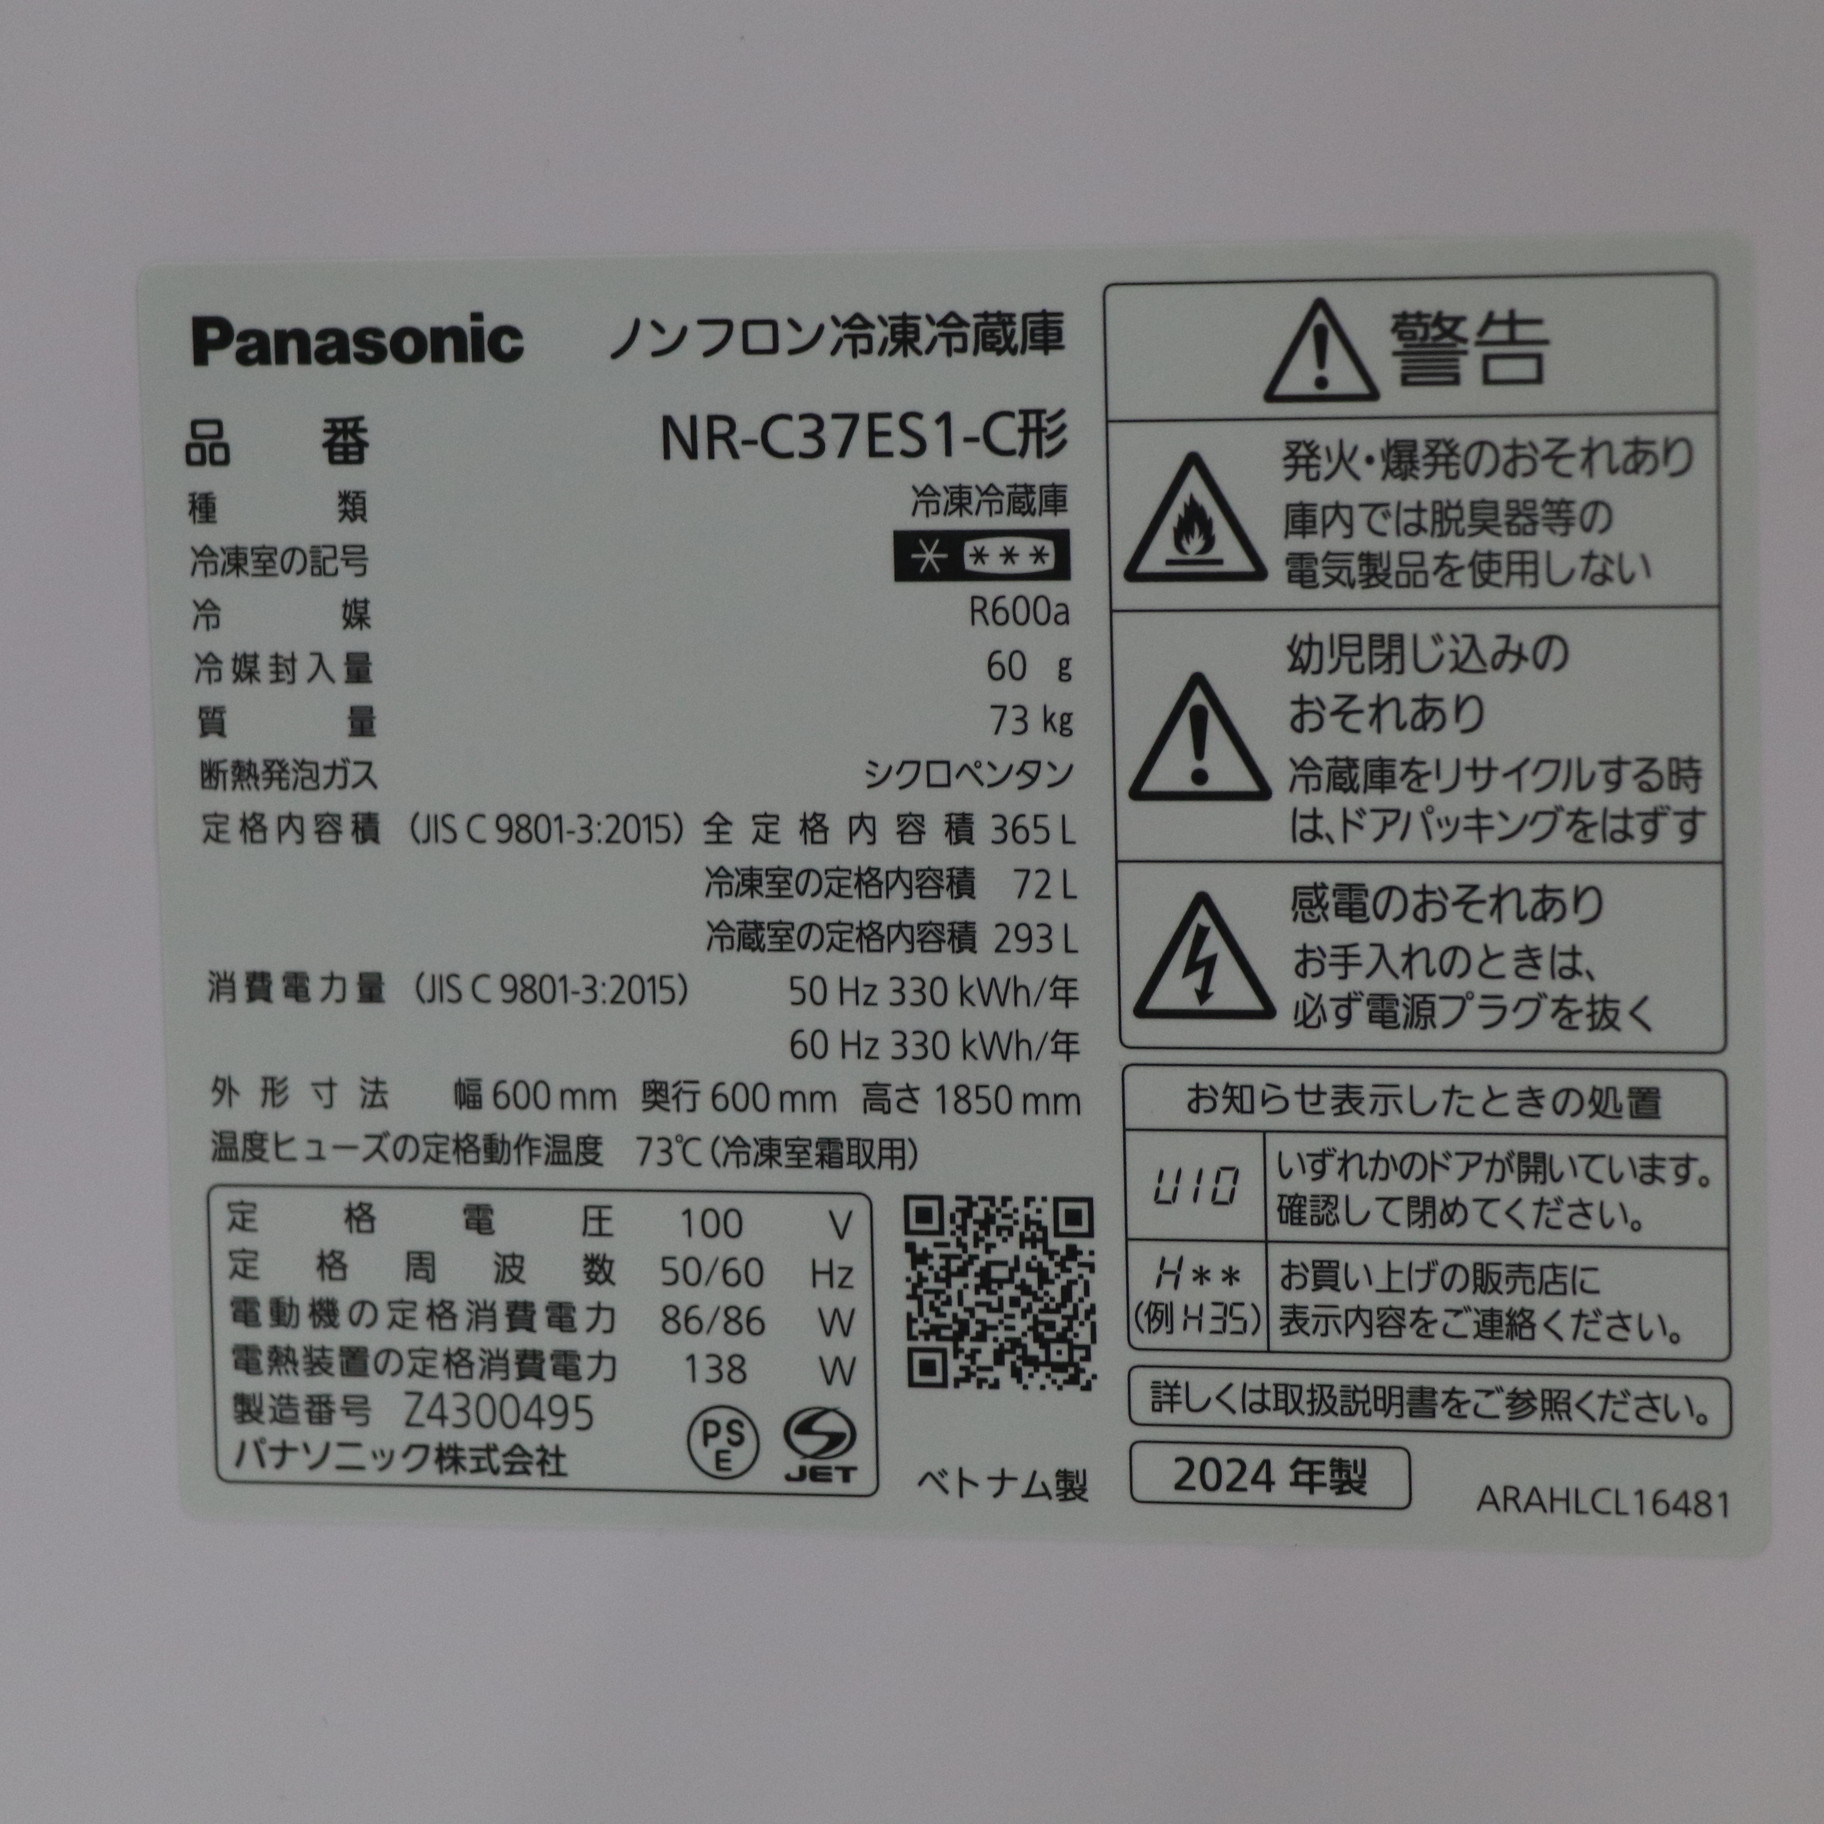 Panasonic ノンフロン冷凍冷蔵庫
品番 NR-C37ES1-C形
種類 冷凍冷蔵庫
冷凍室の記号 * ***
冷媒 R600a
冷媒封入量 60 g
質量 73 kg
断熱発泡ガス シクロペンタン
定格内容積 (JIS C 9801-3:2015) 全定格内容積 365 L
冷凍室の定格内容積 72 L
冷蔵室の定格内容積 293 L
消費電力量 (JIS C 9801-3:2015) 50 Hz 330 kWh/年
60 Hz 330 kWh/年
外形寸法 幅 600 mm 奥行 600 mm 高さ 1850 mm
温度ヒューズの定格動作温度 73℃(冷凍室霜取用)
定格電圧 100 V
定格周波数 50/60 Hz
電動機の定格消費電力 86/86 W
電熱装置の定格消費電力 138 W
製造番号 Z4300495
パナソニック株式会社
PS
E
JET
ベトナム製
警告
発火・爆発のおそれあり
庫内では脱臭器等の
電気製品を使用しない
幼児閉じ込みの
おそれあり
冷蔵庫をリサイクルする時
は、ドアパッキングをはずす
感電のおそれあり
お手入れのときは、
必ず電源プラグを抜く
お知らせ表示したときの処置
U10 いずれかのドアが開いています。
確認して閉めてください。
H** お買い上げの販売店に
(例 H35) 表示内容をご連絡ください。
詳しくは取扱説明書をご参照ください。
2024 年製
ARAHLCL16481